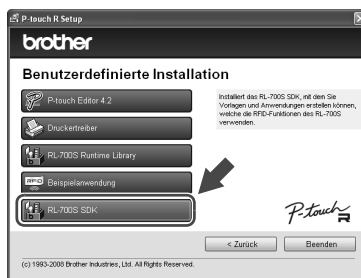 P-touch R Setup
brother
Benutzerdefinierte Installation
P-touch Editor 4.2
Druckertreiber
RL-700S Runtime Library
RFID
Beispielanwendung
RL-700S SDK
Installiert das RL-700S SDK, mit dem Sie
Vorlagen und Anwendungen erstellen können,
welche die RFID-Funktionen des RL-700S
verwenden.
P-touch R
< Zurück
Beenden
(c) 1993-2008 Brother Industries, Ltd. All Rights Reserved.